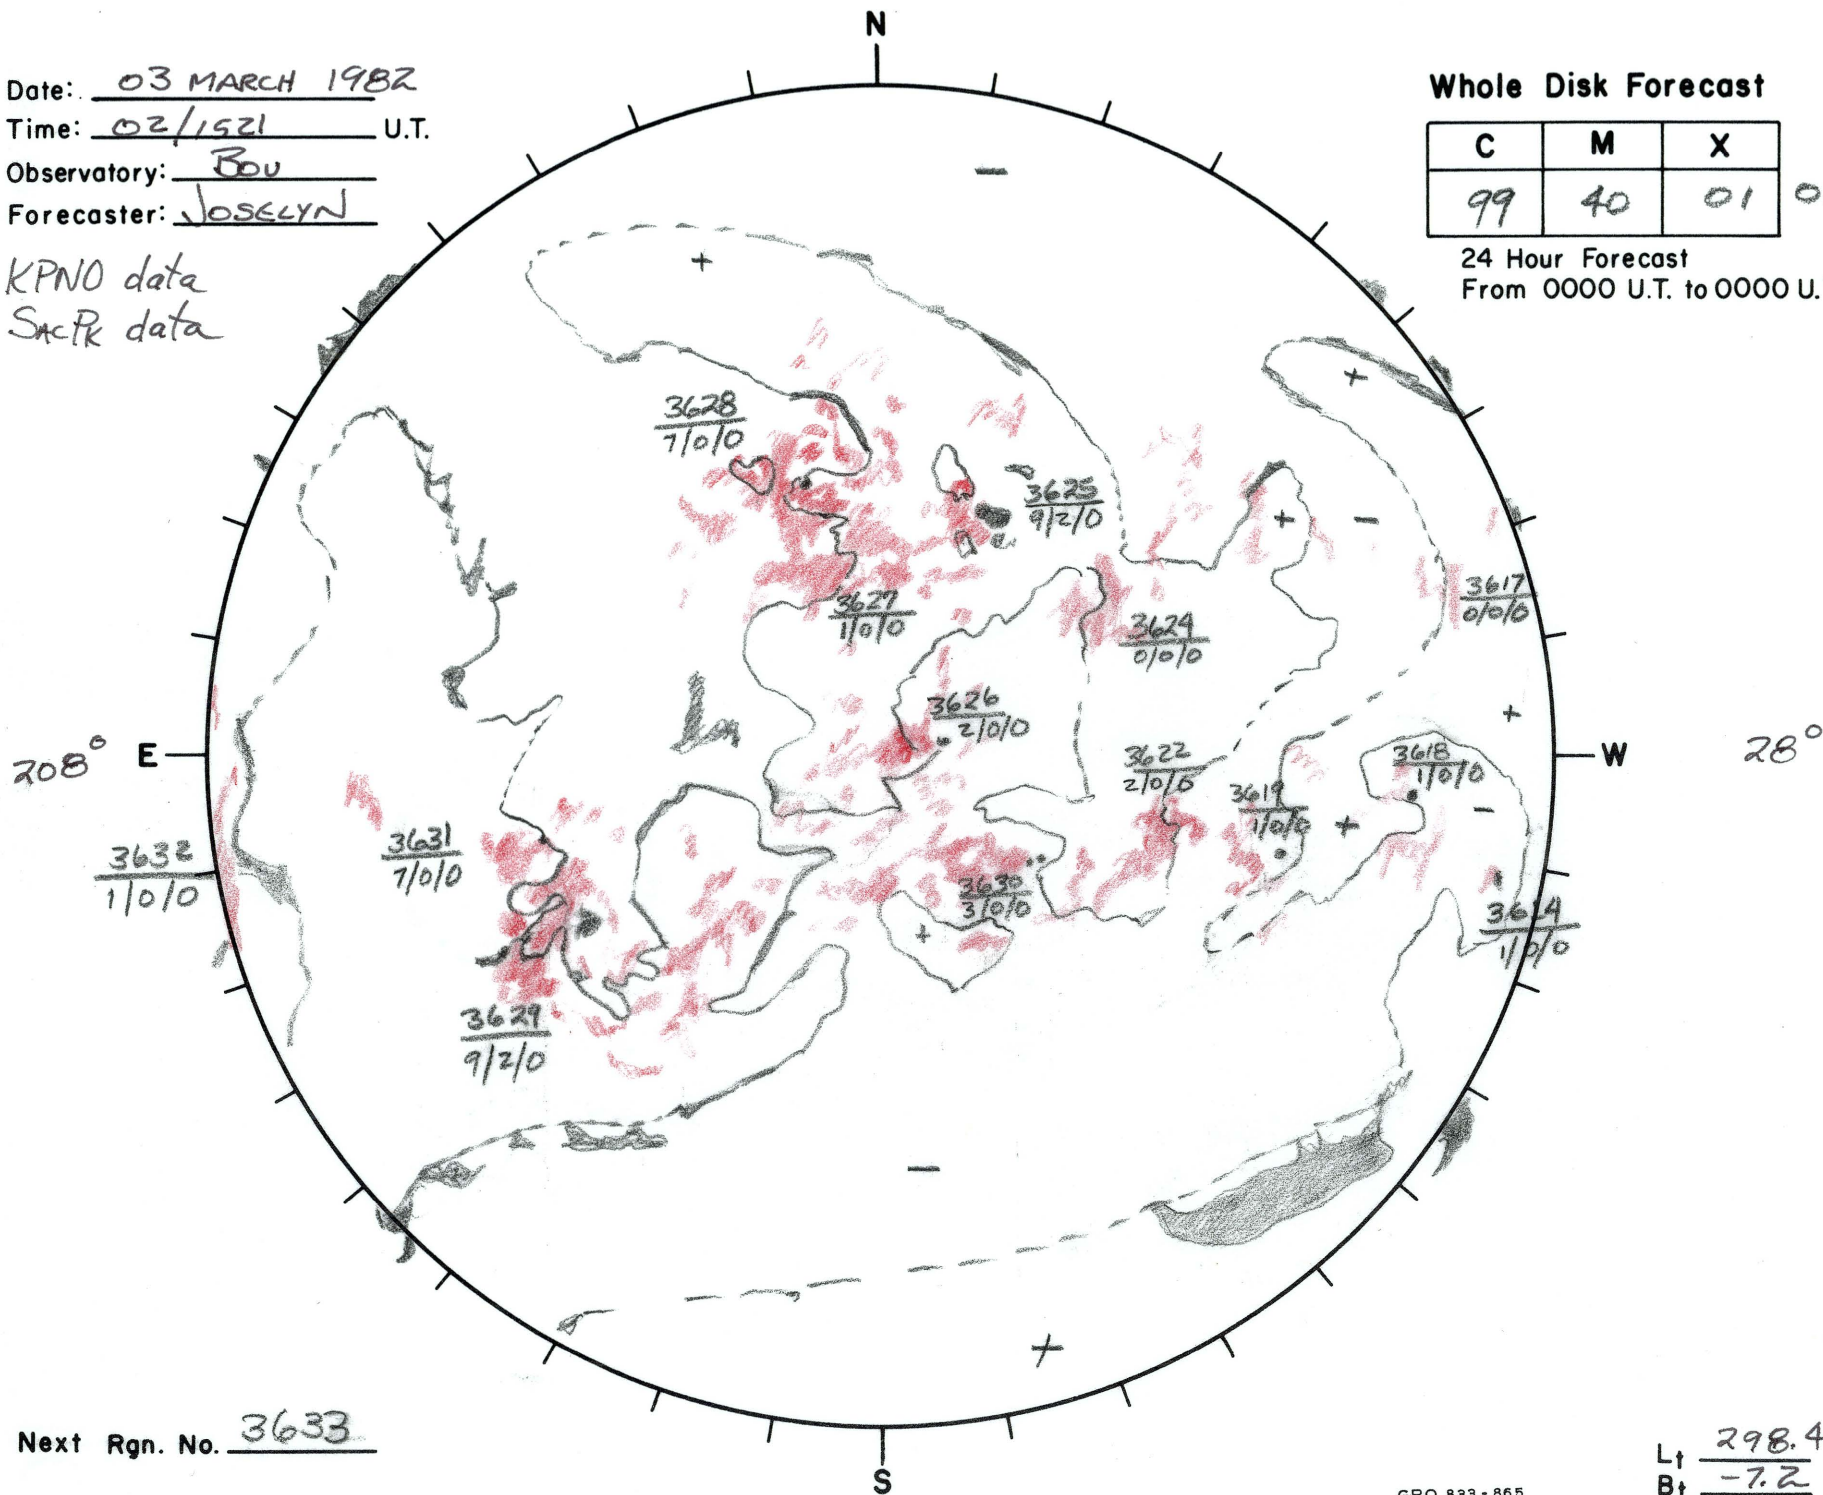 N
Date: 03 MARCH 1982
Time: 02/1521 U.T.
Observatory: BOU
Forecaster: JOSELYN
KPNO data
SACPK data
Whole Disk Forecast
C M X
99 40 01 0
24 Hour Forecast
From 0000 U.T. to 0000 U.
-
+
+
3628
7/0/0
3625
9/2/0
+ -
3617
0/0/0
3627
1/0/0
3624
0/0/0
3626
2/0/0
+
208° E
W 28°
3622
2/0/0
3618
1/0/0
3619
1/0/0
+ -
3631
7/0/0
3632
1/0/0
3630
3/0/0
+
3614
1/0/0
3629
9/2/0
-
+
Next Rgn. No. 3633
S
Lt 298.4
Bt -7.2